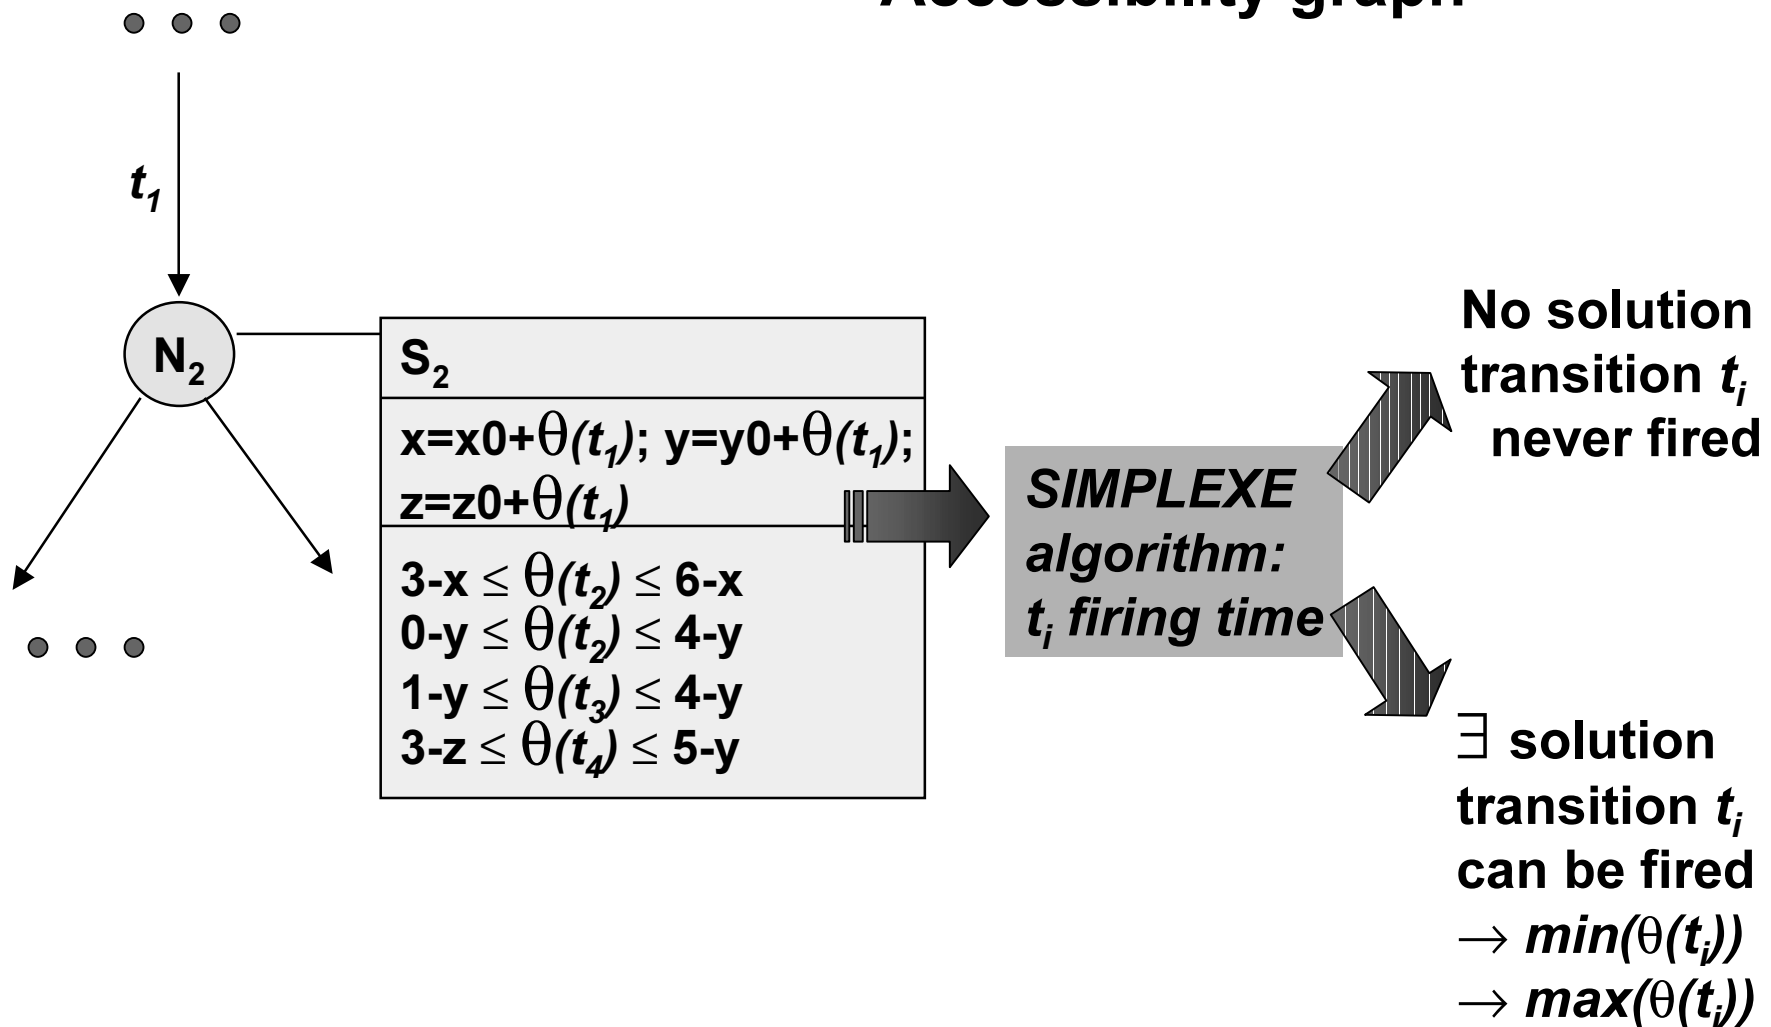 Accessibility graph
t1
N2
S2
x=x0+θ(t1); y=y0+θ(t1);
z=z0+θ(t1)
3-x ≤ θ(t2) ≤ 6-x
0-y ≤ θ(t2) ≤ 4-y
1-y ≤ θ(t3) ≤ 4-y
3-z ≤ θ(t4) ≤ 5-y
SIMPLEXE
algorithm:
ti firing time
No solution
transition ti
never fired
∃ solution
transition ti
can be fired
→ min(θ(ti))
→ max(θ(ti))